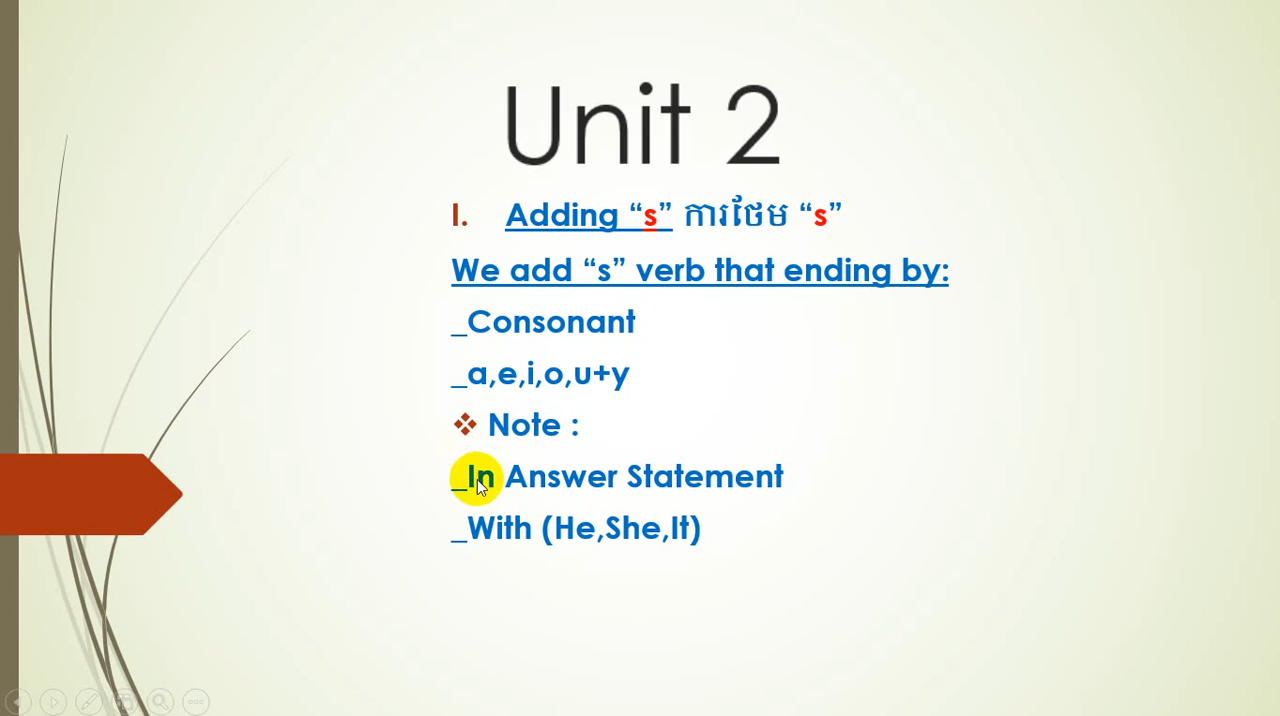 Unit 2
I. Adding “s” ការថែម “s”
We add “s” verb that ending by:
_Consonant
_a,e,i,o,u+y
❖ Note :
_In Answer Statement
_With (He,She,It)